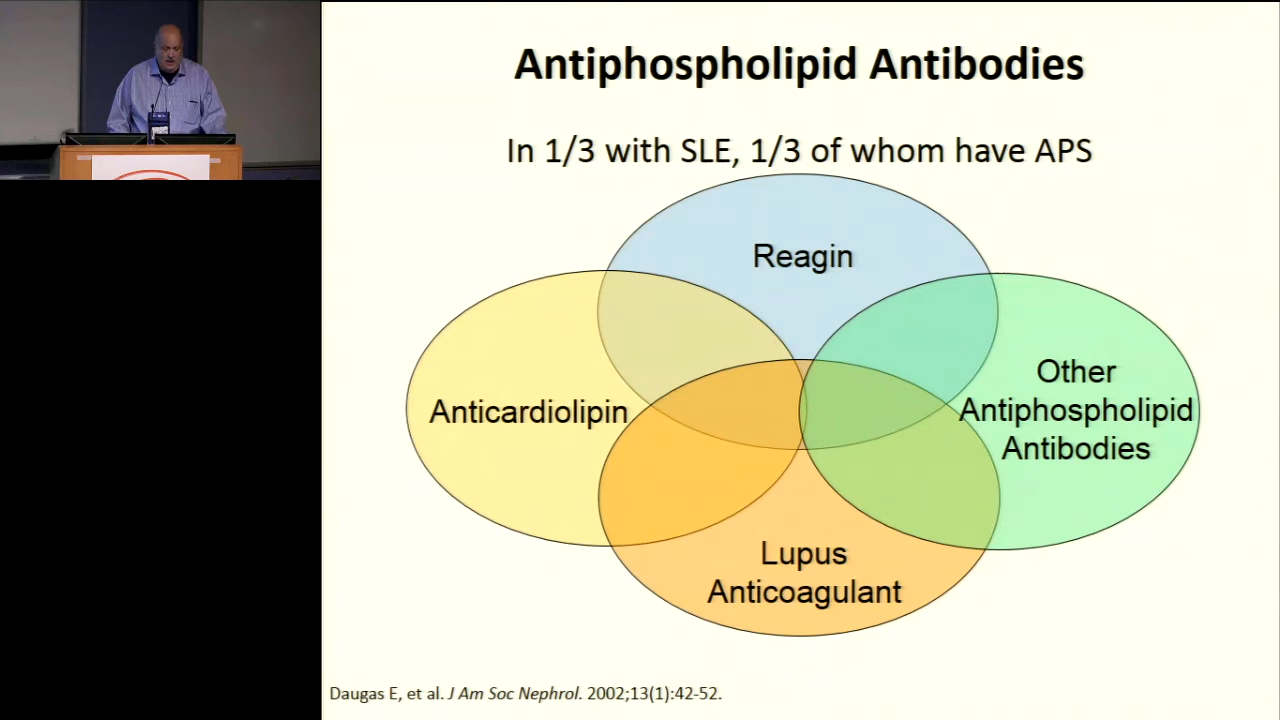 Antiphospholipid Antibodies
In 1/3 with SLE, 1/3 of whom have APS
Reagin
Anticardiolipin
Other
Antiphospholipid
Antibodies
Lupus
Anticoagulant
Daugas E, et al. J Am Soc Nephrol. 2002;13(1):42-52.